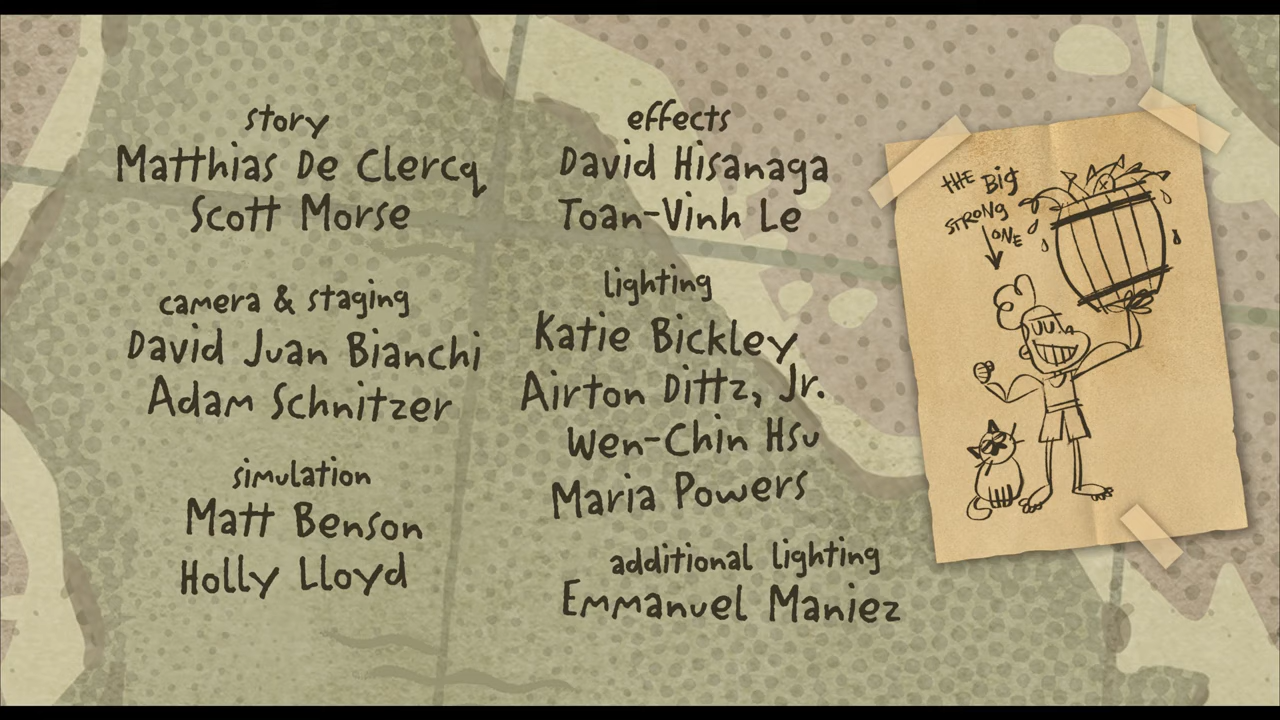 story
Matthias De Clercq
Scott Morse
camera & staging
David Juan Bianchi
Adam Schnitzer
simulation
Matt Benson
Holly Lloyd
effects
David Hisanaga
Toan-Vinh Le
lighting
Katie Bickley
Airton Dittz, Jr.
Wen-Chin Hsu
Maria Powers
additional lighting
Emmanuel Maniez
THE BIG
STRONG
ONE